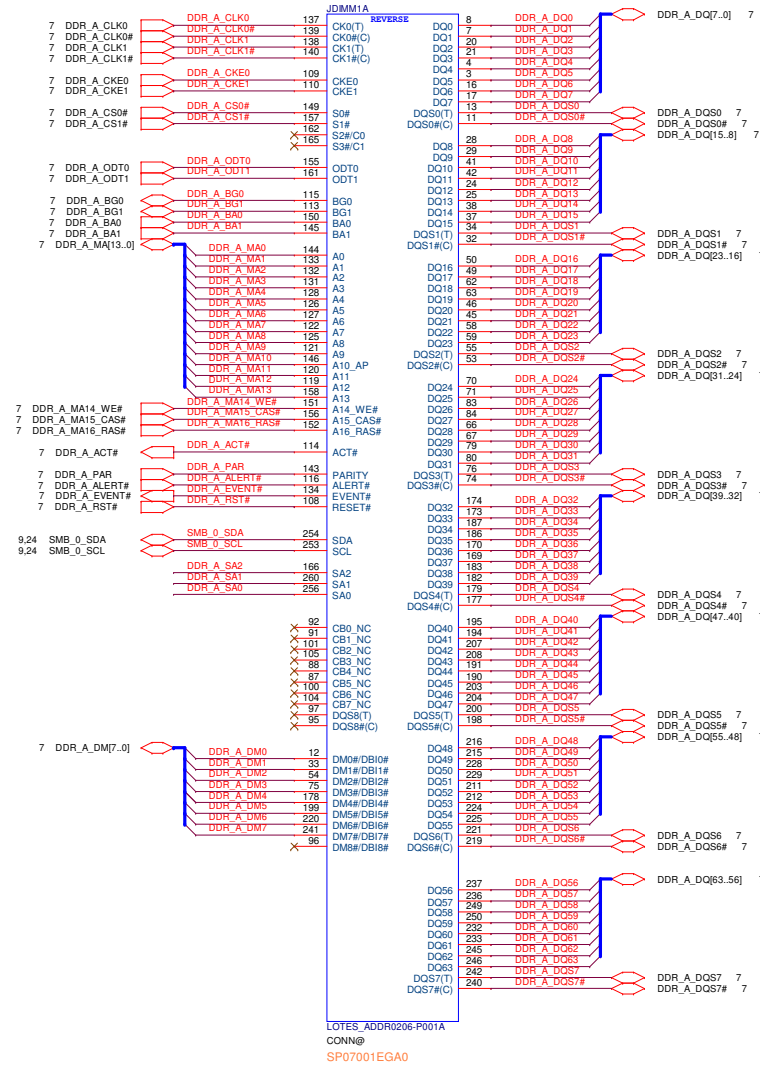 JDIMM1A
REVERSE
7 DDR_A_CLK0 DDR_A_CLK0 137 CK0(T)
7 DDR_A_CLK0# DDR_A_CLK0# 139 CK0#(C)
7 DDR_A_CLK1 DDR_A_CLK1 138 CK1(T)
7 DDR_A_CLK1# DDR_A_CLK1# 140 CK1#(C)
7 DDR_A_CKE0 DDR_A_CKE0 109 CKE0
7 DDR_A_CKE1 DDR_A_CKE1 110 CKE1
7 DDR_A_CS0# DDR_A_CS0# 149 S0#
7 DDR_A_CS1# DDR_A_CS1# 157 S1#
162 S2#/C0
165 S3#/C1
7 DDR_A_ODT0 DDR_A_ODT0 155 ODT0
7 DDR_A_ODT1 DDR_A_ODT1 161 ODT1
7 DDR_A_BG0 DDR_A_BG0 115 BG0
7 DDR_A_BG1 DDR_A_BG1 113 BG1
7 DDR_A_BA0 DDR_A_BA0 150 BA0
7 DDR_A_BA1 DDR_A_BA1 145 BA1
7 DDR_A_MA[13..0]
DDR_A_MA0 144 A0
DDR_A_MA1 133 A1
DDR_A_MA2 132 A2
DDR_A_MA3 131 A3
DDR_A_MA4 128 A4
DDR_A_MA5 126 A5
DDR_A_MA6 127 A6
DDR_A_MA7 122 A7
DDR_A_MA8 125 A8
DDR_A_MA9 121 A9
DDR_A_MA10 146 A10_AP
DDR_A_MA11 120 A11
DDR_A_MA12 119 A12
DDR_A_MA13 158 A13
7 DDR_A_MA14_WE# DDR_A_MA14_WE# 151 A14_WE#
7 DDR_A_MA15_CAS# DDR_A_MA15_CAS# 156 A15_CAS#
7 DDR_A_MA16_RAS# DDR_A_MA16_RAS# 152 A16_RAS#
7 DDR_A_ACT# DDR_A_ACT# 114 ACT#
7 DDR_A_PAR DDR_A_PAR 143 PARITY
7 DDR_A_ALERT# DDR_A_ALERT# 116 ALERT#
7 DDR_A_EVENT# DDR_A_EVENT# 134 EVENT#
7 DDR_A_RST# DDR_A_RST# 108 RESET#
9,24 SMB_0_SDA SMB_0_SDA 254 SDA
9,24 SMB_0_SCL SMB_0_SCL 253 SCL
DDR_A_SA2 166 SA2
DDR_A_SA1 260 SA1
DDR_A_SA0 256 SA0
92 CB0_NC
91 CB1_NC
101 CB2_NC
105 CB3_NC
88 CB4_NC
87 CB5_NC
100 CB6_NC
104 CB7_NC
97 DQS8(T)
95 DQS8#(C)
7 DDR_A_DM[7..0]
DDR_A_DM0 12 DM0#/DBI0#
DDR_A_DM1 33 DM1#/DBI1#
DDR_A_DM2 54 DM2#/DBI2#
DDR_A_DM3 75 DM3#/DBI3#
DDR_A_DM4 178 DM4#/DBI4#
DDR_A_DM5 199 DM5#/DBI5#
DDR_A_DM6 220 DM6#/DBI6#
DDR_A_DM7 241 DM7#/DBI7#
96 DM8#/DBI8#
DQ0 8 DDR_A_DQ0 DDR_A_DQ[7..0] 7
DQ1 7 DDR_A_DQ1
DQ2 20 DDR_A_DQ2
DQ3 21 DDR_A_DQ3
DQ4 4 DDR_A_DQ4
DQ5 3 DDR_A_DQ5
DQ6 16 DDR_A_DQ6
DQ7 17 DDR_A_DQ7
DQS0(T) 13 DDR_A_DQS0 DDR_A_DQS0 7
DQS0#(C) 11 DDR_A_DQS0# DDR_A_DQS0# 7
DDR_A_DQ[15..8] 7
DQ8 28 DDR_A_DQ8
DQ9 29 DDR_A_DQ9
DQ10 41 DDR_A_DQ10
DQ11 42 DDR_A_DQ11
DQ12 24 DDR_A_DQ12
DQ13 25 DDR_A_DQ13
DQ14 38 DDR_A_DQ14
DQ15 37 DDR_A_DQ15
DQS1(T) 34 DDR_A_DQS1 DDR_A_DQS1 7
DQS1#(C) 32 DDR_A_DQS1# DDR_A_DQS1# 7
DDR_A_DQ[23..16] 7
DQ16 50 DDR_A_DQ16
DQ17 49 DDR_A_DQ17
DQ18 62 DDR_A_DQ18
DQ19 63 DDR_A_DQ19
DQ20 46 DDR_A_DQ20
DQ21 45 DDR_A_DQ21
DQ22 58 DDR_A_DQ22
DQ23 59 DDR_A_DQ23
DQS2(T) 55 DDR_A_DQS2 DDR_A_DQS2 7
DQS2#(C) 53 DDR_A_DQS2# DDR_A_DQS2# 7
DDR_A_DQ[31..24]
DQ24 70 DDR_A_DQ24
DQ25 71 DDR_A_DQ25
DQ26 83 DDR_A_DQ26
DQ27 84 DDR_A_DQ27
DQ28 66 DDR_A_DQ28
DQ29 67 DDR_A_DQ29
DQ30 79 DDR_A_DQ30
DQ31 80 DDR_A_DQ31
DQS3(T) 76 DDR_A_DQS3 DDR_A_DQS3 7
DQS3#(C) 74 DDR_A_DQS3# DDR_A_DQS3# 7
DDR_A_DQ[39..32]
DQ32 174 DDR_A_DQ32
DQ33 173 DDR_A_DQ33
DQ34 187 DDR_A_DQ34
DQ35 186 DDR_A_DQ35
DQ36 170 DDR_A_DQ36
DQ37 169 DDR_A_DQ37
DQ38 183 DDR_A_DQ38
DQ39 182 DDR_A_DQ39
DQS4(T) 179 DDR_A_DQS4 DDR_A_DQS4 7
DQS4#(C) 177 DDR_A_DQS4# DDR_A_DQS4# 7
DDR_A_DQ[47..40]
DQ40 195 DDR_A_DQ40
DQ41 194 DDR_A_DQ41
DQ42 207 DDR_A_DQ42
DQ43 208 DDR_A_DQ43
DQ44 191 DDR_A_DQ44
DQ45 190 DDR_A_DQ45
DQ46 203 DDR_A_DQ46
DQ47 204 DDR_A_DQ47
DQS5(T) 200 DDR_A_DQS5 DDR_A_DQS5 7
DQS5#(C) 198 DDR_A_DQS5# DDR_A_DQS5# 7
DDR_A_DQ[55..48]
DQ48 216 DDR_A_DQ48
DQ49 215 DDR_A_DQ49
DQ50 228 DDR_A_DQ50
DQ51 229 DDR_A_DQ51
DQ52 211 DDR_A_DQ52
DQ53 212 DDR_A_DQ53
DQ54 224 DDR_A_DQ54
DQ55 225 DDR_A_DQ55
DQS6(T) 221 DDR_A_DQS6 DDR_A_DQS6 7
DQS6#(C) 219 DDR_A_DQS6# DDR_A_DQS6# 7
DDR_A_DQ[63..56]
DQ56 237 DDR_A_DQ56
DQ57 236 DDR_A_DQ57
DQ58 249 DDR_A_DQ58
DQ59 250 DDR_A_DQ59
DQ60 232 DDR_A_DQ60
DQ61 233 DDR_A_DQ61
DQ62 245 DDR_A_DQ62
DQ63 246 DDR_A_DQ63
DQS7(T) 242 DDR_A_DQS7 DDR_A_DQS7 7
DQS7#(C) 240 DDR_A_DQS7# DDR_A_DQS7# 7
LOTES_ADDR0206-P001A
CONN@
SP07001EGA0